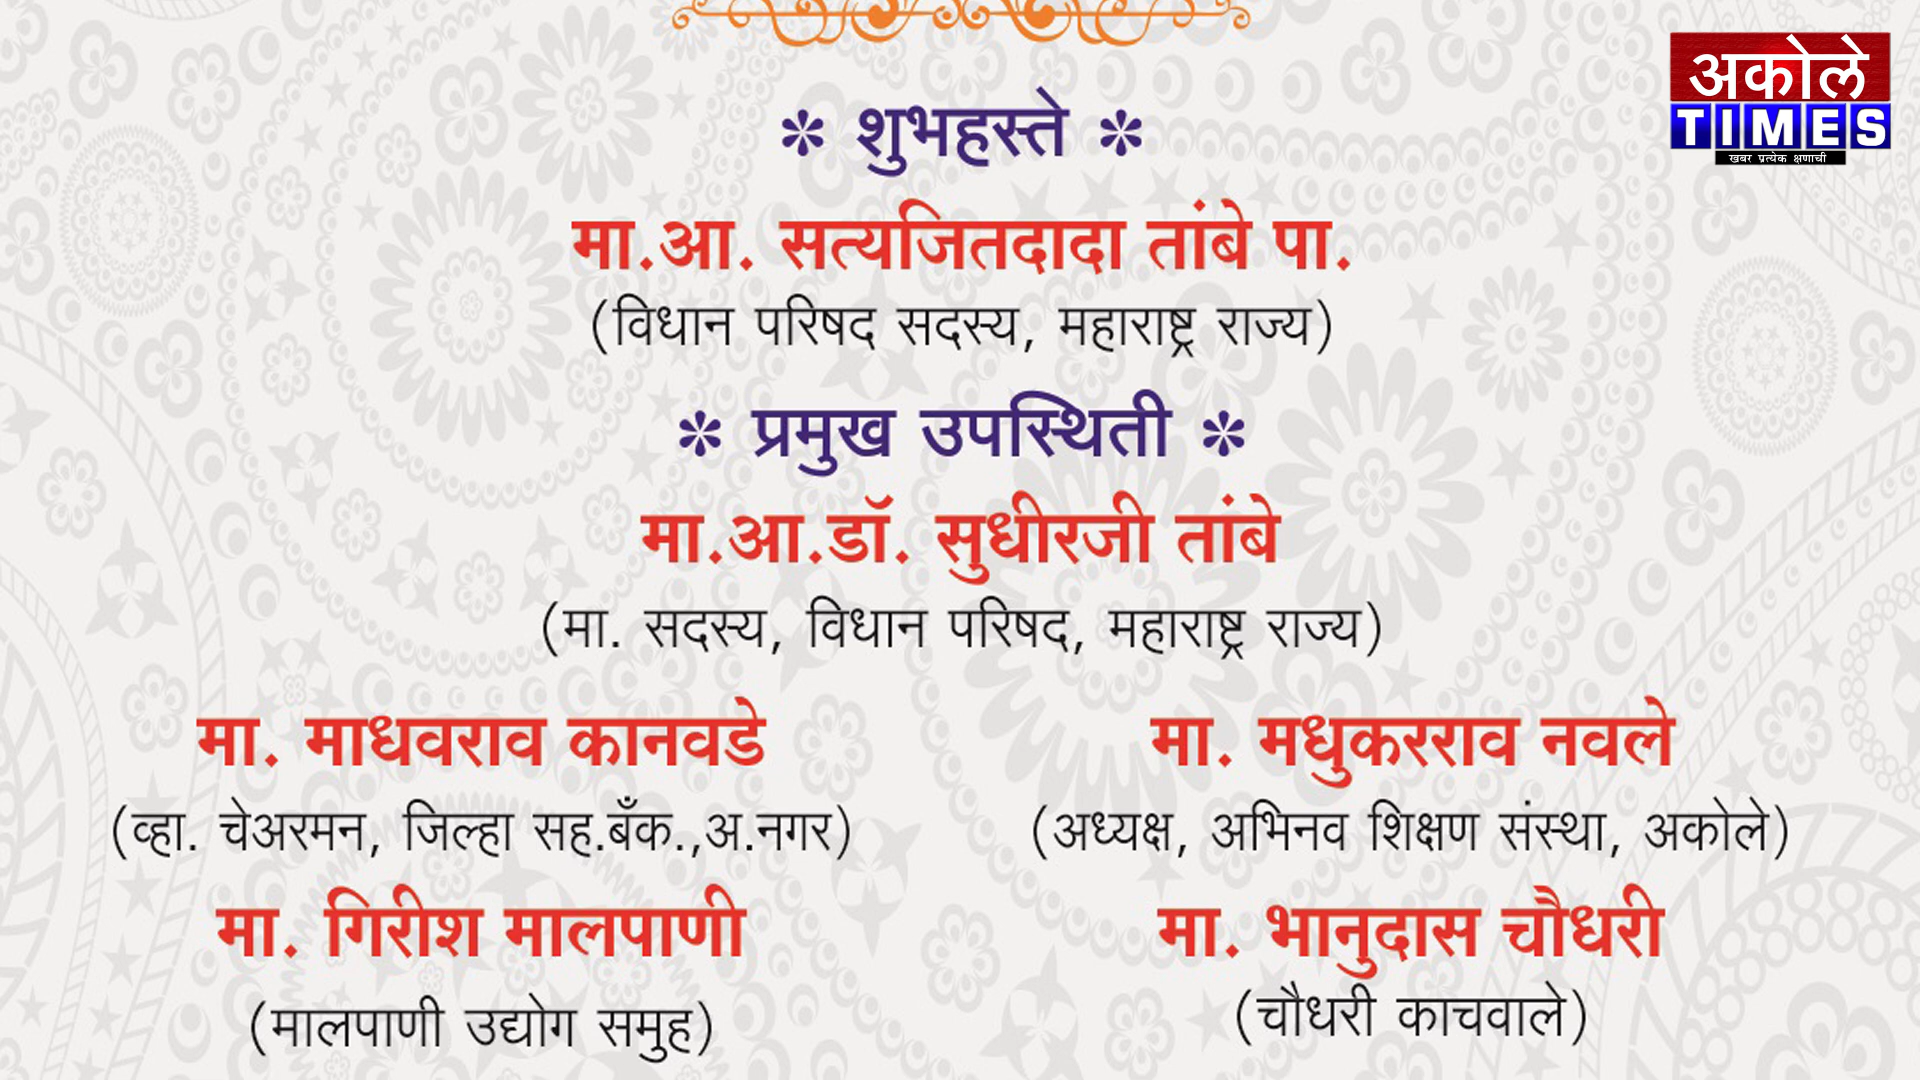 अकोले
TIMES
खबर प्रत्येक क्षणाची
* शुभहस्ते *
मा.आ. सत्यजितदादा तांबे पा.
(विधान परिषद सदस्य, महाराष्ट्र राज्य)
* प्रमुख उपस्थिती *
मा.आ.डॉ. सुधीरजी तांबे
(मा. सदस्य, विधान परिषद, महाराष्ट्र राज्य)
मा. माधवराव कानवडे
(व्हा. चेअरमन, जिल्हा सह.बँक.,अ.नगर)
मा. मधुकरराव नवले
(अध्यक्ष, अभिनव शिक्षण संस्था, अकोले)
मा. गिरीश मालपाणी
(मालपाणी उद्योग समुह)
मा. भानुदास चौधरी
(चौधरी काचवाले)